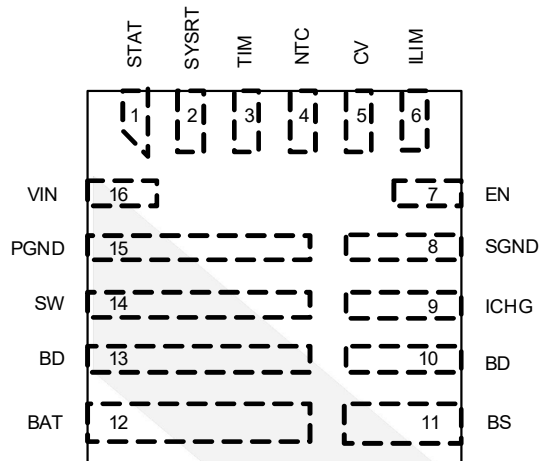 STAT SYSRT TIM NTC CV ILIM
1 2 3 4 5 6
VIN 16 7 EN
PGND 15 8 SGND
SW 14 9 ICHG
BD 13 10 BD
BAT 12 11 BS